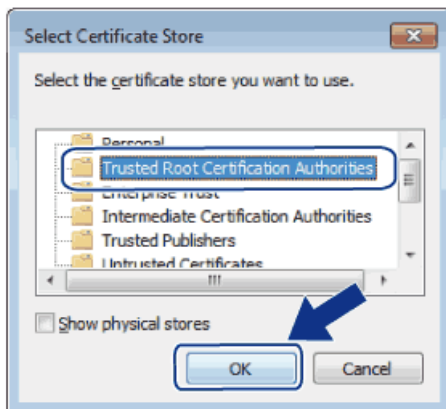 Select Certificate Store
Select the certificate store you want to use.
Personal
Trusted Root Certification Authorities
Enterprise Trust
Intermediate Certification Authorities
Trusted Publishers
Untrusted Certificates
Show physical stores
OK
Cancel